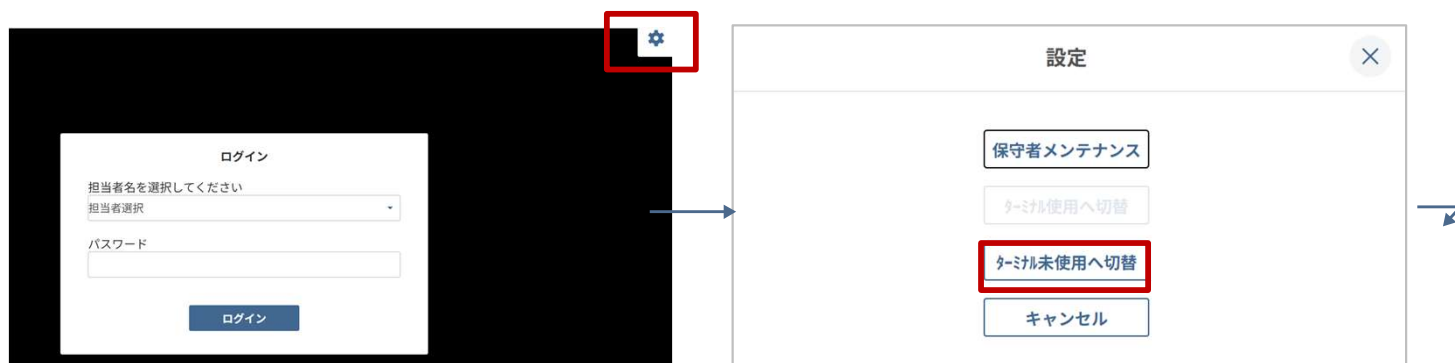 ログイン
担当者名を選択してください
担当者選択
パスワード
ログイン
設定
保守者メンテナンス
ﾀｰﾐﾅﾙ使用へ切替
ﾀｰﾐﾅﾙ未使用へ切替
キャンセル